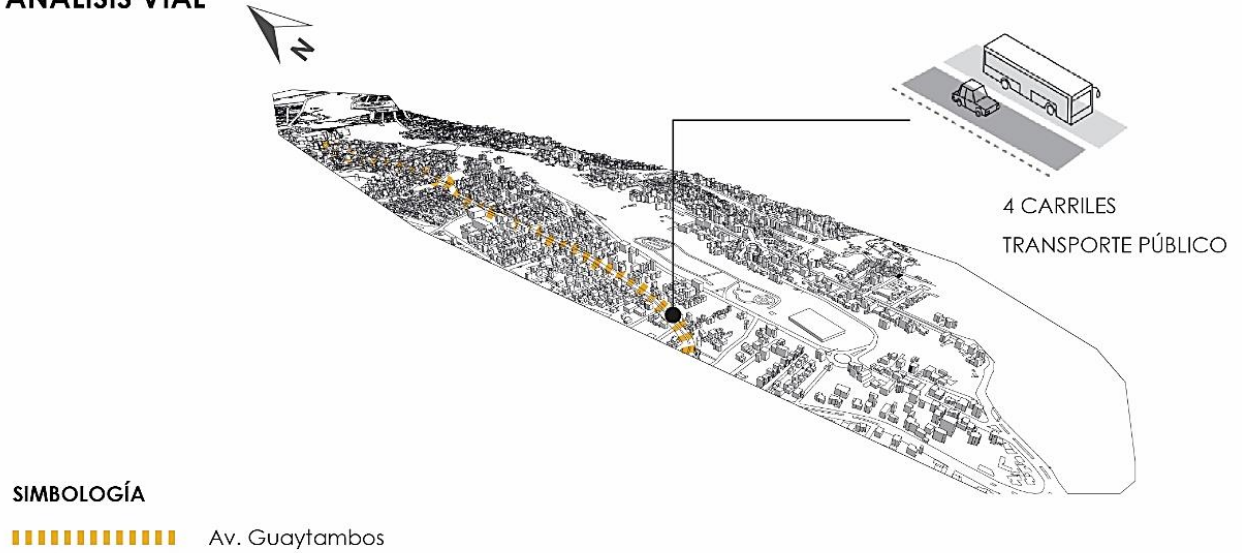 ANÁLISIS VIAL
N
4 CARRILES
TRANSPORTE PÚBLICO
SIMBOLOGÍA
Av. Guaytambos